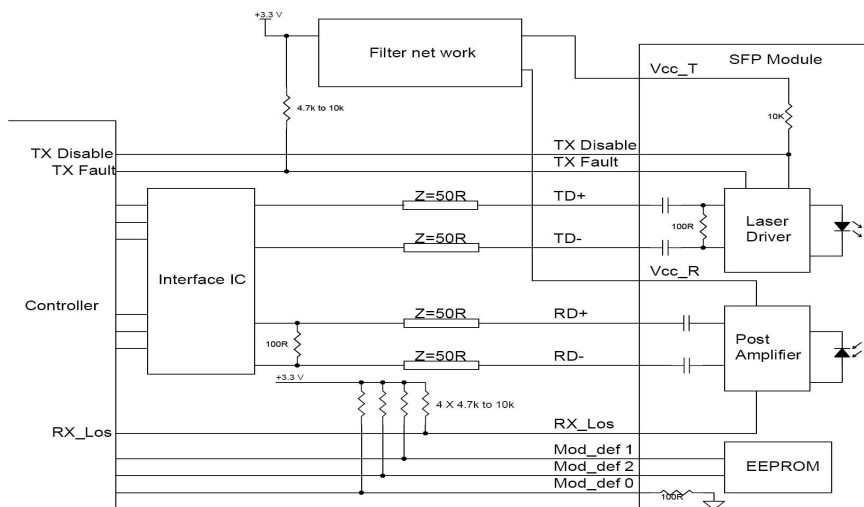 +3.3 V
Filter net work
SFP Module
Vcc_T
4.7k to 10k
10K
TX Disable
TX Disable
TX Fault
TX Fault
Z=50R
TD+
Laser
Driver
100R
Z=50R
TD-
Vcc_R
Interface IC
Controller
Z=50R
RD+
Post
Amplifier
100R
Z=50R
RD-
+3.3 V
4 X 4.7k to 10k
RX_Los
RX_Los
Mod_def 1
EEPROM
Mod_def 2
Mod_def 0
100R